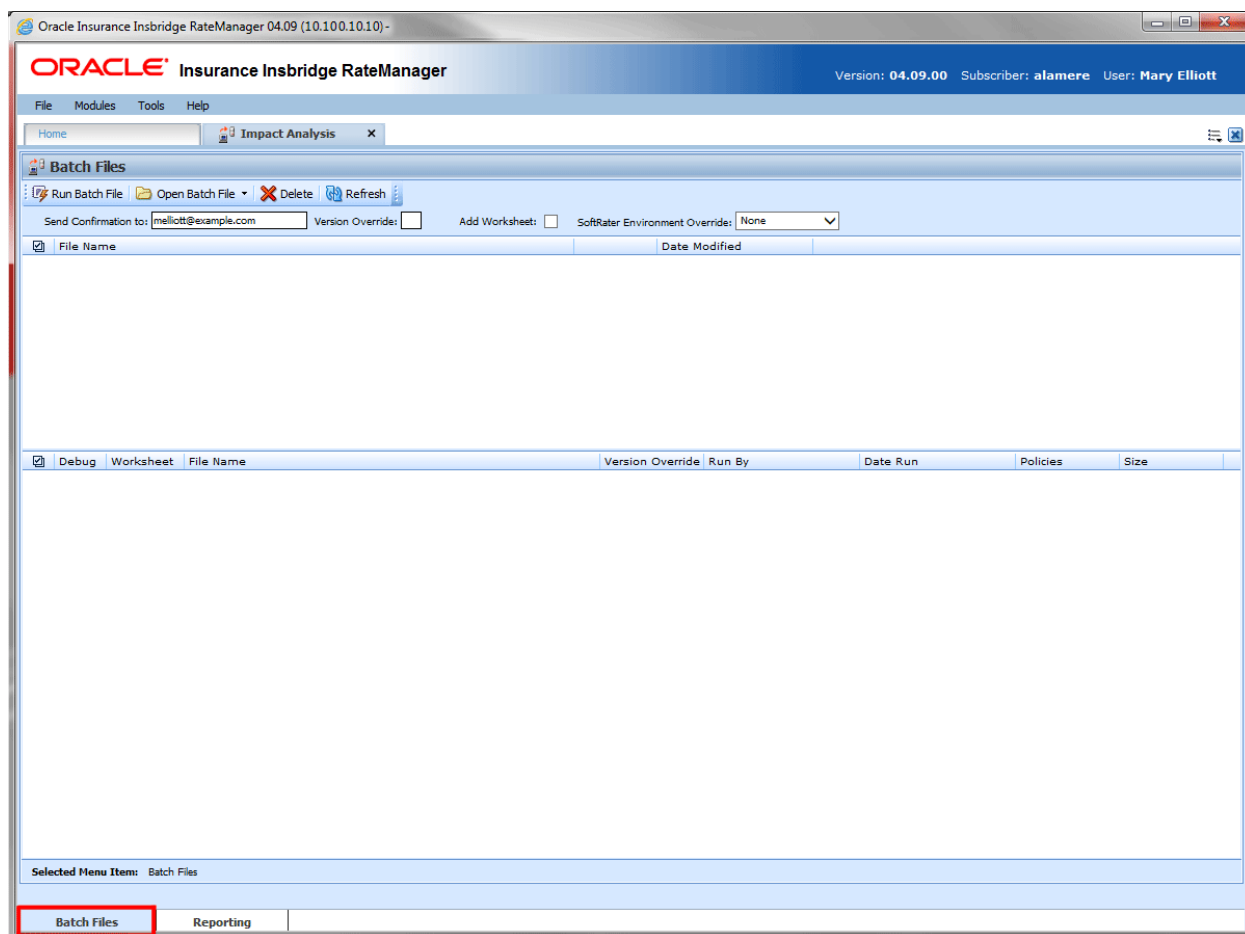 Oracle Insurance Insbridge RateManager 04.09 (10.100.10.10) -
ORACLE Insurance Insbridge RateManager
Version: 04.09.00 Subscriber: alamere User: Mary Elliott
File Modules Tools Help
Home Impact Analysis x
Batch Files
Run Batch File Open Batch File Delete Refresh
Send Confirmation to: melliott@example.com Version Override: Add Worksheet: SoftRater Environment Override: None
File Name Date Modified
Debug Worksheet File Name Version Override Run By Date Run Policies Size
Selected Menu Item: Batch Files
Batch Files Reporting